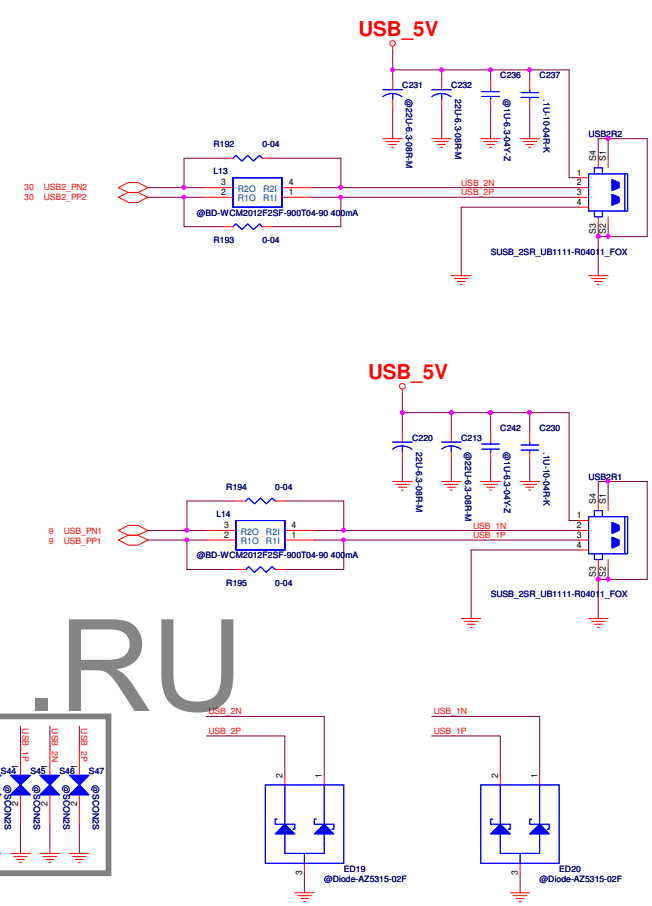 USB_5V
C231
C232
C236
C237
@22U-6.3-08R-M
22U-6.3-08R-M
@1U-6.3-04Y-Z
.1U-10-04R-K
USB2R2
R192 0-04
S4
S1
L13
30 USB2_PN2
3 R2O R2I 4
USB_2N
1
2
30 USB2_PP2
2 R1O R1I 1
USB_2P
3
4
@BD-WCM2012F2SF-900T04-90 400mA
R193 0-04
S3
S2
SUSB_2SR_UB1111-R04011_FOX
USB_5V
C220
C213
C242
C230
22U-6.3-08R-M
@22U-6.3-08R-M
@1U-6.3-04Y-Z
.1U-10-04R-K
USB2R1
R194 0-04
S4
S1
L14
9 USB_PN1
3 R2O R2I 4
USB_1N
1
2
9 USB_PP1
2 R1O R1I 1
USB_1P
3
4
@BD-WCM2012F2SF-900T04-90 400mA
R195 0-04
S3
S2
SUSB_2SR_UB1111-R04011_FOX
.RU
USB_2N
USB_2P
USB_1N
USB_1P
USB_1P
USB_2N
USB_2P
S44
S45
S46
S47
1
1
1
2
2
2
@SCON2S
@SCON2S
@SCON2S
@SCON2S
2
1
2
1
3
3
ED19
@Diode-AZ5315-02F
ED20
@Diode-AZ5315-02F